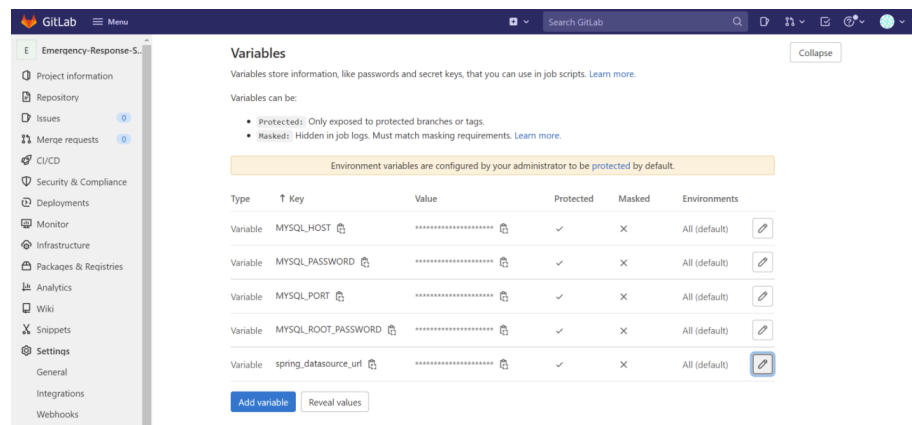 GitLab Menu Search GitLab
E Emergency-Response-S..
Project information
Repository
Issues 0
Merge requests 0
CI/CD
Security & Compliance
Deployments
Monitor
Infrastructure
Packages & Registries
Analytics
Wiki
Snippets
Settings
General
Integrations
Webhooks
Variables
Collapse
Variables store information, like passwords and secret keys, that you can use in job scripts. Learn more.
Variables can be:
• Protected: Only exposed to protected branches or tags.
• Masked: Hidden in job logs. Must match masking requirements. Learn more.
Environment variables are configured by your administrator to be protected by default.
Type ↑ Key Value Protected Masked Environments
Variable MYSQL_HOST ********************* ✓ ✕ All (default)
Variable MYSQL_PASSWORD ********************* ✓ ✕ All (default)
Variable MYSQL_PORT ********************* ✓ ✕ All (default)
Variable MYSQL_ROOT_PASSWORD ********************* ✓ ✕ All (default)
Variable spring_datasource_url ********************* ✓ ✕ All (default)
Add variable Reveal values